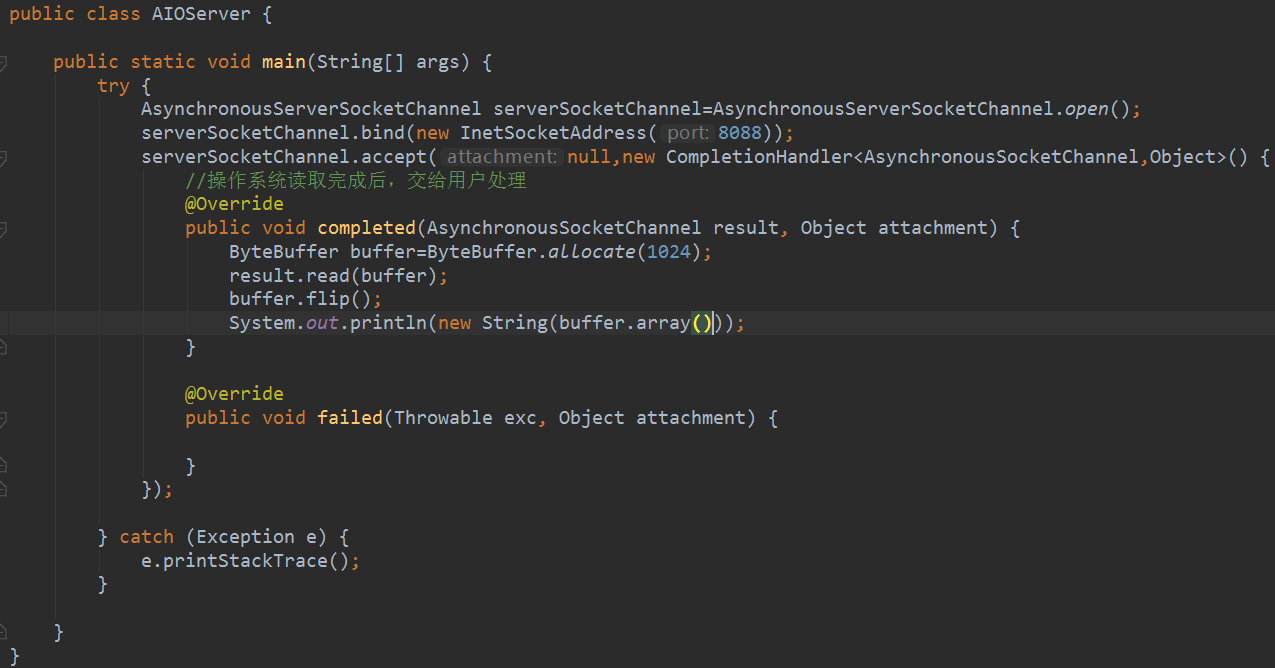 public class AIOServer {
public static void main(String[] args) {
try {
AsynchronousServerSocketChannel serverSocketChannel=AsynchronousServerSocketChannel.open();
serverSocketChannel.bind(new InetSocketAddress( port: 8088));
serverSocketChannel.accept( attachment: null,new CompletionHandler<AsynchronousSocketChannel,Object>() {
//操作系统读取完成后，交给用户处理
@Override
public void completed(AsynchronousSocketChannel result, Object attachment) {
ByteBuffer buffer=ByteBuffer.allocate(1024);
result.read(buffer);
buffer.flip();
System.out.println(new String(buffer.array()));
}
@Override
public void failed(Throwable exc, Object attachment) {
}
});
} catch (Exception e) {
e.printStackTrace();
}
}
}